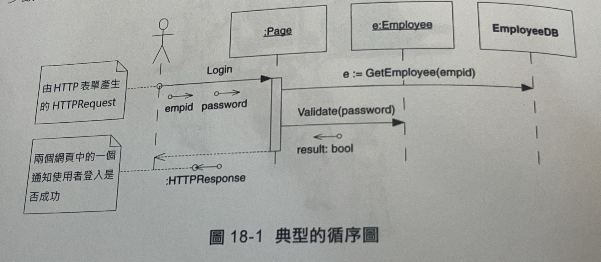 :Page
e:Employee
EmployeeDB
由 HTTP 表單產生
的 HTTPRequest
Login
empid
password
e := GetEmployee(empid)
Validate(password)
result: bool
兩個網頁中的一個
通知使用者登入是
否成功
:HTTPResponse
圖 18-1 典型的循序圖